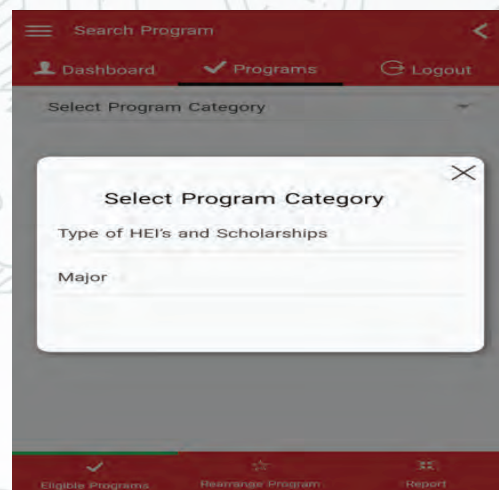 Search Program
Dashboard Programs Logout
Select Program Category
Select Program Category
Type of HEI's and Scholarships
Major
Eligible Programs Rearrange Program Report